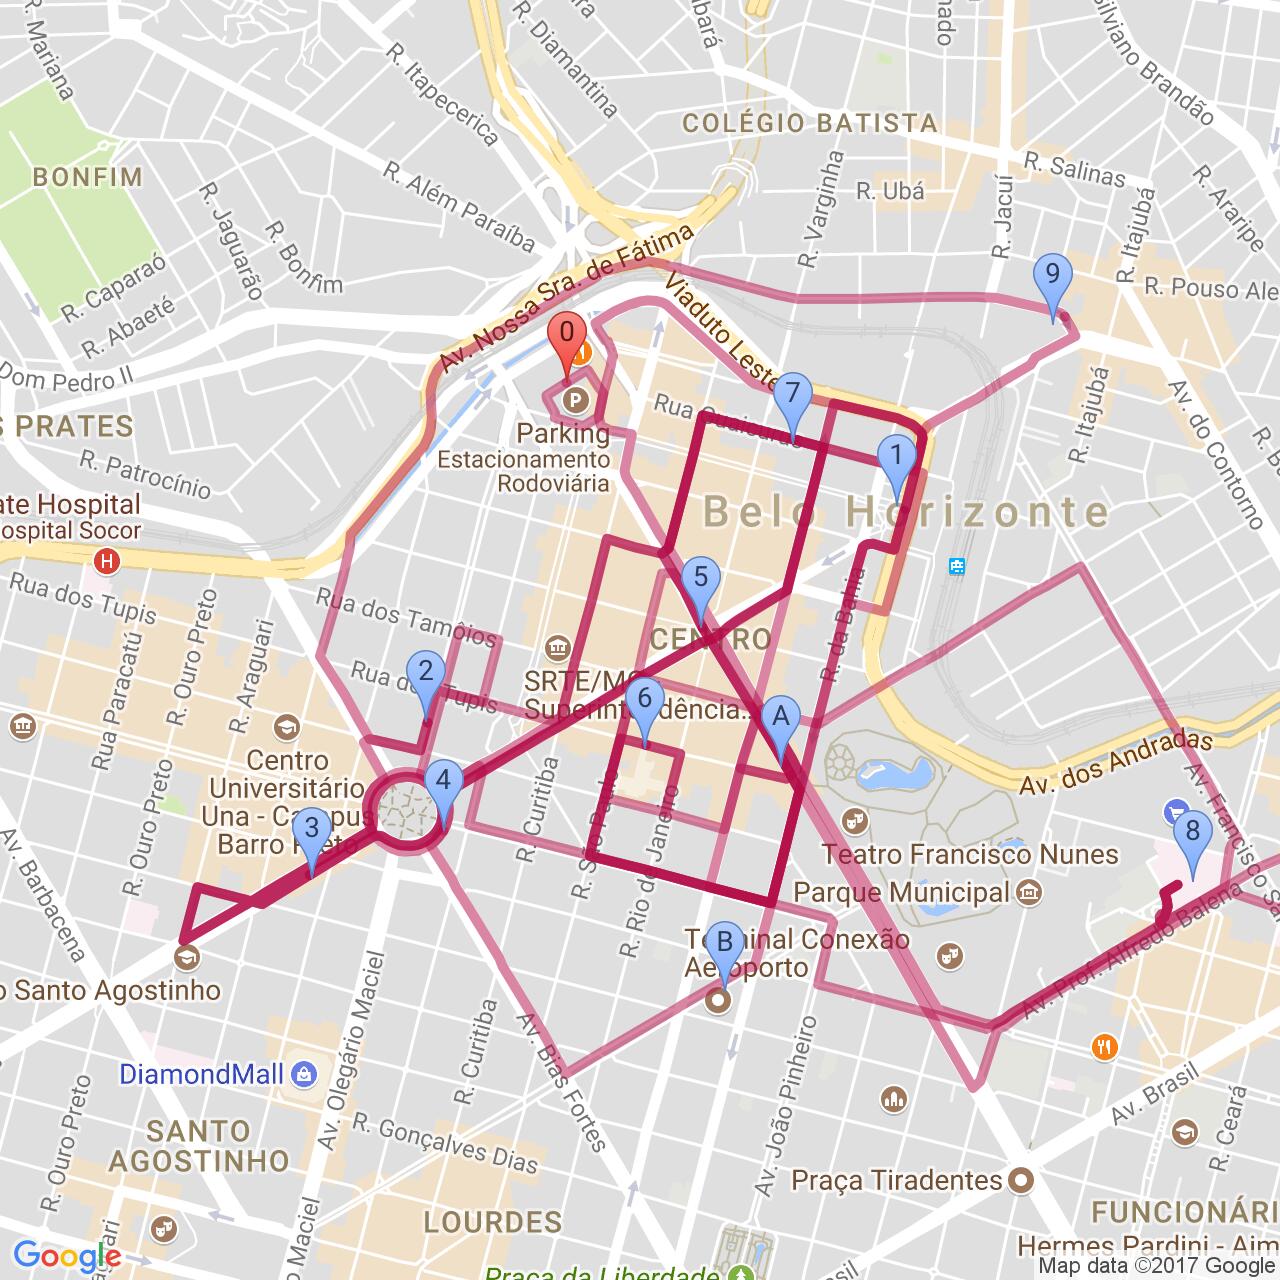 R. Mariana
R. Itapecerica
R. Diamantina
COLÉGIO BATISTA
Silviano Brandão
R. Salinas
R. Ubá
R. Varginha
R. Jacuí
R. Itajubá
R. Araripe
BONFIM
R. Além Paraíba
R. Jaguarão
R. Bonfim
R. Caparaó
R. Abaeté
Av. Nossa Sra. de Fátima
Viaduto Leste
9
R. Pouso Ale
0
Dom Pedro II
7
Rua Guaicurus
P
Parking
Estacionamento
Rodoviária
S PRATES
R. Patrocínio
R. Itajubá
Av. do Contorno
1
ate Hospital
ospital Socor
H
Belo Horizonte
Rua dos Tupis
R. Ouro Preto
Rua Paracatú
R. Araguari
Rua dos Tamôios
5
CENTRO
R. da Bahia
SRTE/MG
Superintendência...
2
Rua dos Tupis
6
A
Centro
Universitário
Una - Campus
Barro Preto
R. Ouro Preto
3
4
R. Curitiba
R. São Paulo
R. Rio de Janeiro
Av. dos Andradas
Av. Francisco Sa
8
Teatro Francisco Nunes
Parque Municipal
Av. Barbacena
B
Terminal Conexão
Aeroporto
Av. Prof. Alfredo Balena
o Santo Agostinho
Av. Olegário Maciel
R. Curitiba
Av. Bias Fortes
Av. João Pinheiro
DiamondMall
R. Ouro Preto
SANTO
AGOSTINHO
R. Gonçalves Dias
Av. Brasil
R. Ceará
Praça Tiradentes
LOURDES
FUNCIONÁRI
Hermes Pardini - Aim
Maciel
Google
Praça da Liberdade
Map data ©2017 Google